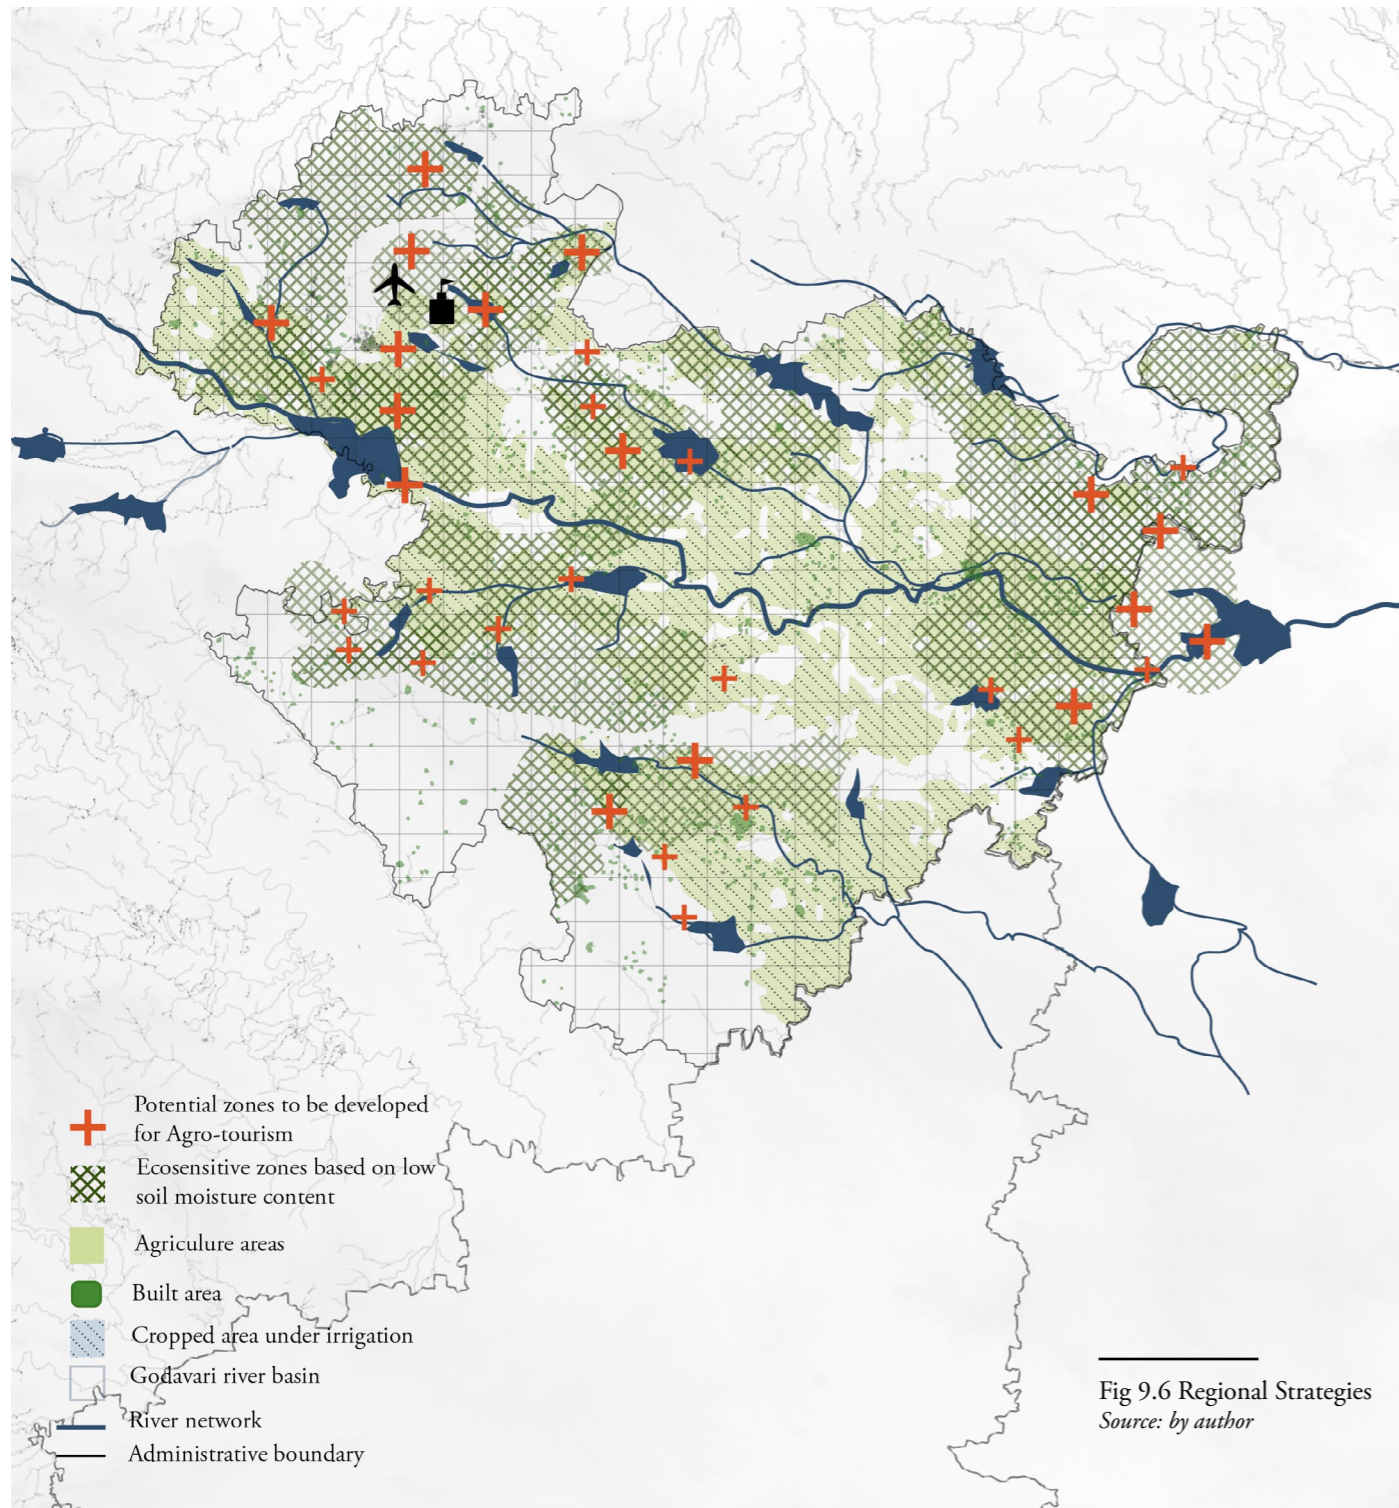 Potential zones to be developed
for Agro-tourism
Ecosensitive zones based on low
soil moisture content
Agriculure areas
Built area
Cropped area under irrigation
Godavari river basin
River network
Administrative boundary
Fig 9.6 Regional Strategies
Source: by author